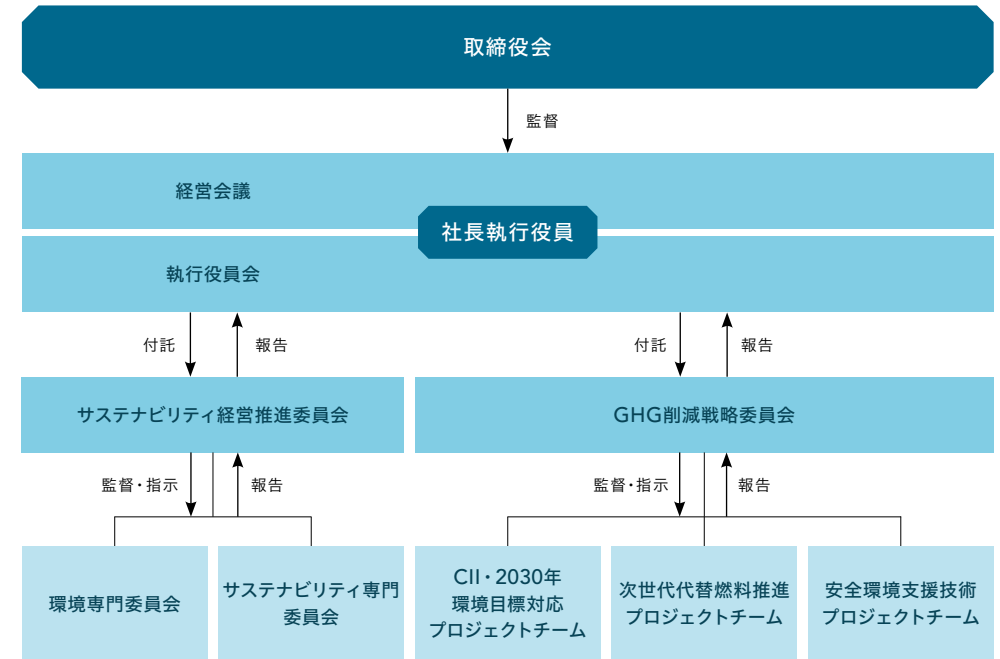 取締役会
監督
経営会議
社長執行役員
執行役員会
付託
報告
付託
報告
サステナビリティ経営推進委員会
GHG削減戦略委員会
監督・指示
報告
監督・指示
報告
環境専門委員会
サステナビリティ専門
委員会
CII・2030年
環境目標対応
プロジェクトチーム
次世代代替燃料推進
プロジェクトチーム
安全環境支援技術
プロジェクトチーム